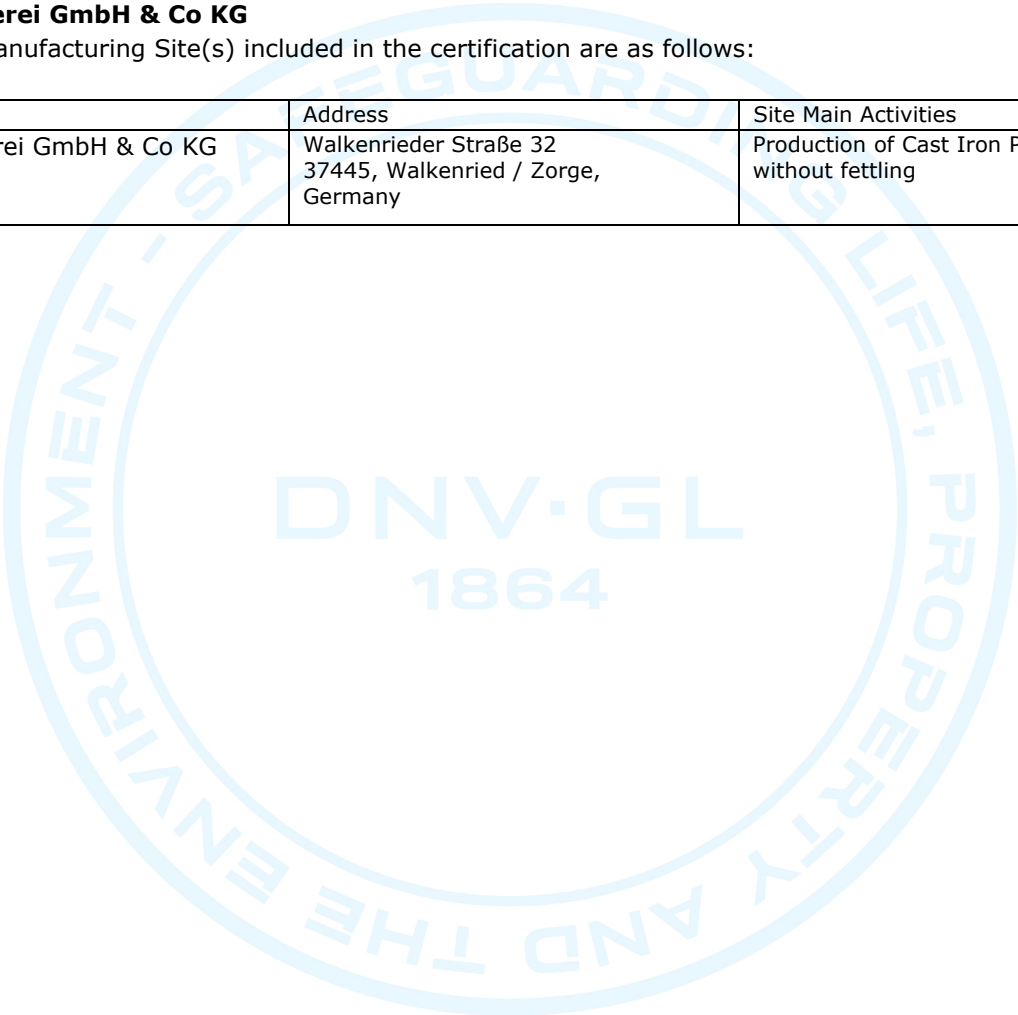 erei GmbH & Co KG
anufacturing Site(s) included in the certification are as follows:
Address
Site Main Activities
rei GmbH & Co KG
Walkenrieder Straße 32
37445, Walkenried / Zorge,
Germany
Production of Cast Iron P
without fettling
SAFEGUARDING LIFE, PROPERTY AND THE ENVIRONMENT -
DNV·GL
1864